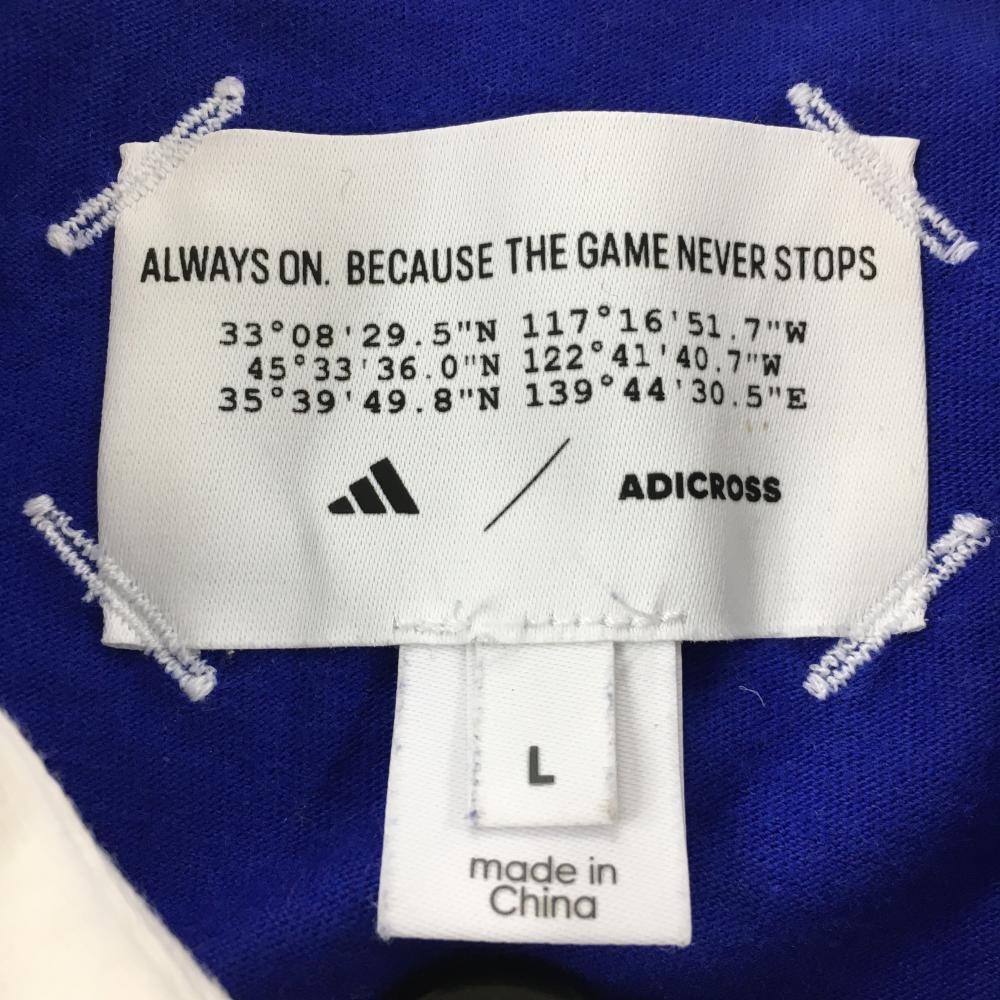 ALWAYS ON. BECAUSE THE GAME NEVER STOPS
33°08'29.5"N 117°16'51.7"W
45°33'36.0"N 122°41'40.7"W
35°39'49.8"N 139°44'30.5"E
ADICROSS
L
made in
China